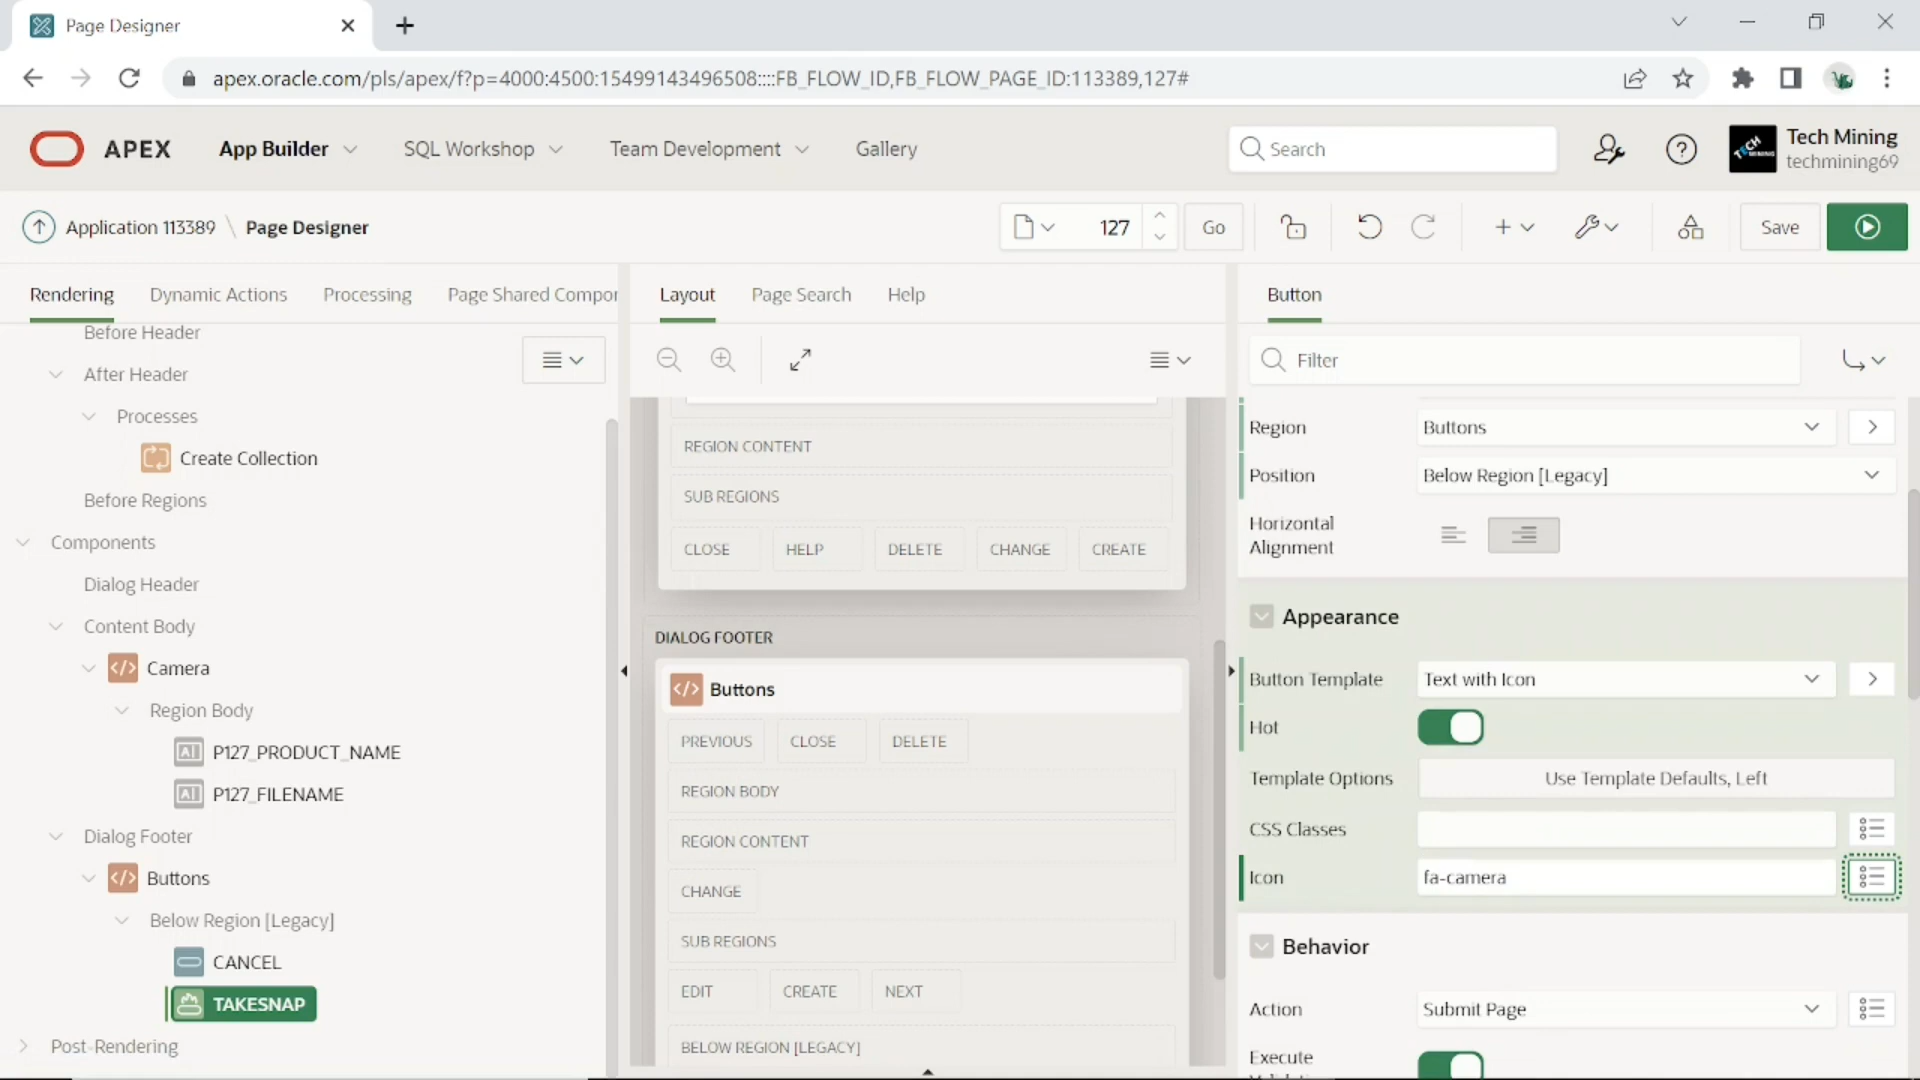 Page Designer
apex.oracle.com/pls/apex/f?p=4000:4500:15499143496508::::FB_FLOW_ID,FB_FLOW_PAGE_ID:113389,127#
APEX
App Builder
SQL Workshop
Team Development
Gallery
Search
TECH MINING
Tech Mining
techmining69
Application 113389 \ Page Designer
127
Go
Save
Rendering
Dynamic Actions
Processing
Page Shared Compor
Before Header
After Header
Processes
Create Collection
Before Regions
Components
Dialog Header
Content Body
Camera
Region Body
P127_PRODUCT_NAME
P127_FILENAME
Dialog Footer
Buttons
Below Region [Legacy]
CANCEL
TAKESNAP
Post-Rendering
Layout
Page Search
Help
REGION CONTENT
SUB REGIONS
CLOSE
HELP
DELETE
CHANGE
CREATE
DIALOG FOOTER
Buttons
PREVIOUS
CLOSE
DELETE
REGION BODY
REGION CONTENT
CHANGE
SUB REGIONS
EDIT
CREATE
NEXT
BELOW REGION [LEGACY]
Button
Filter
Region
Buttons
Position
Below Region [Legacy]
Horizontal
Alignment
Appearance
Button Template
Text with Icon
Hot
Template Options
Use Template Defaults, Left
CSS Classes
Icon
fa-camera
Behavior
Action
Submit Page
Execute